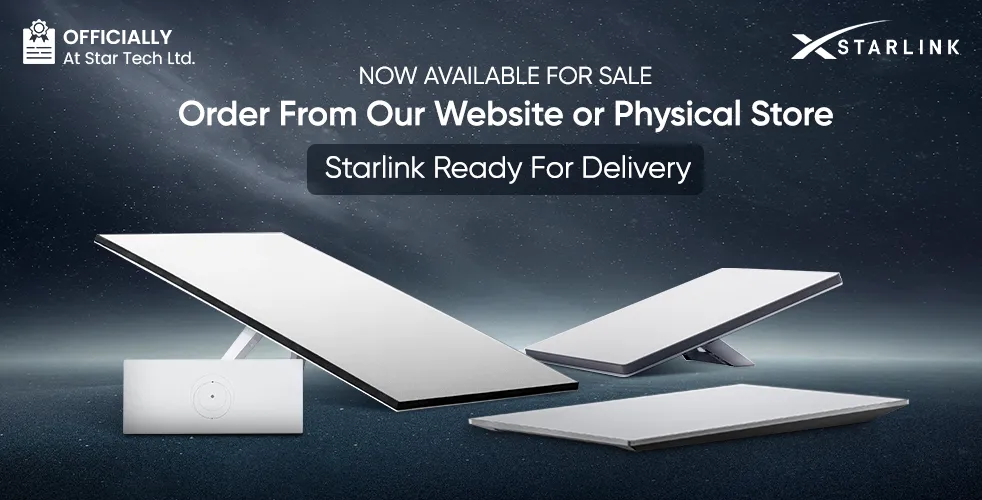 OFFICIALLY
At Star Tech Ltd.
STARLINK
NOW AVAILABLE FOR SALE
Order From Our Website or Physical Store
Starlink Ready For Delivery